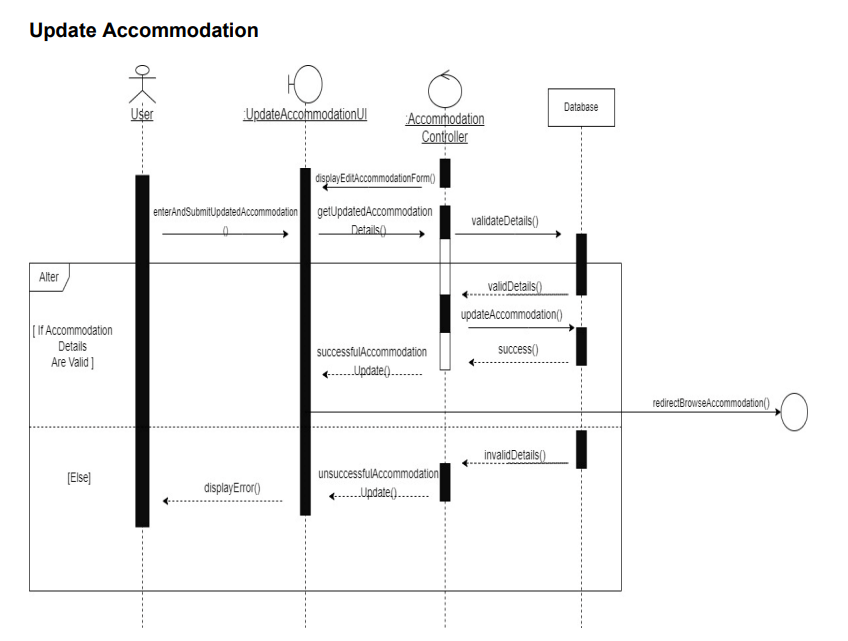 Update Accommodation
User
:UpdateAccommodationUI
:Accommodation
Controller
Database
displayEditAccommodationForm()
enterAndSubmitUpdatedAccommodation
()
getUpdatedAccommodation
Details()
validateDetails()
Alter
validDetails()
[ If Accommodation
Details
Are Valid ]
updateAccommodation()
successfulAccommodation
Update()
success()
redirectBrowseAccommodation()
invalidDetails()
[Else]
displayError()
unsuccessfulAccommodation
Update()